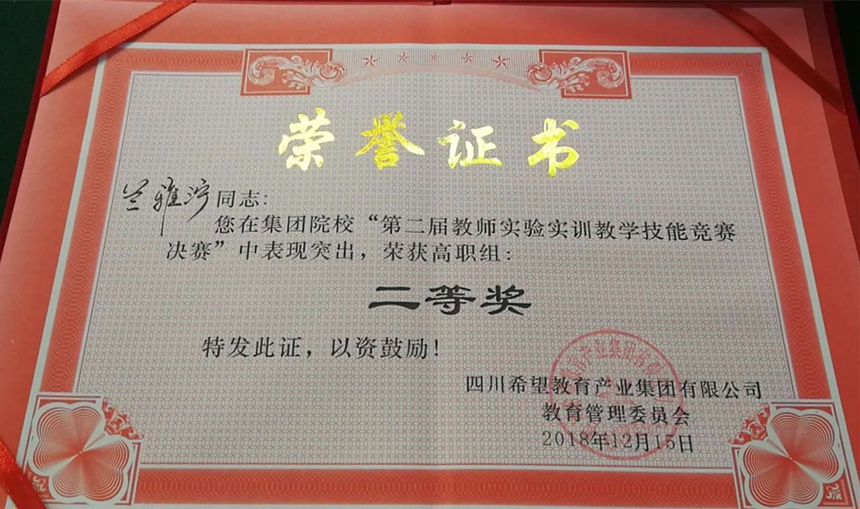 荣誉证书
兰雅泞同志:
您在集团院校“第二届教师实验实训教学技能竞赛
决赛”中表现突出,荣获高职组:
二等奖
特发此证,以资鼓励!
四川希望教育产业集团有限公司
教育管理委员会
2018年12月15日